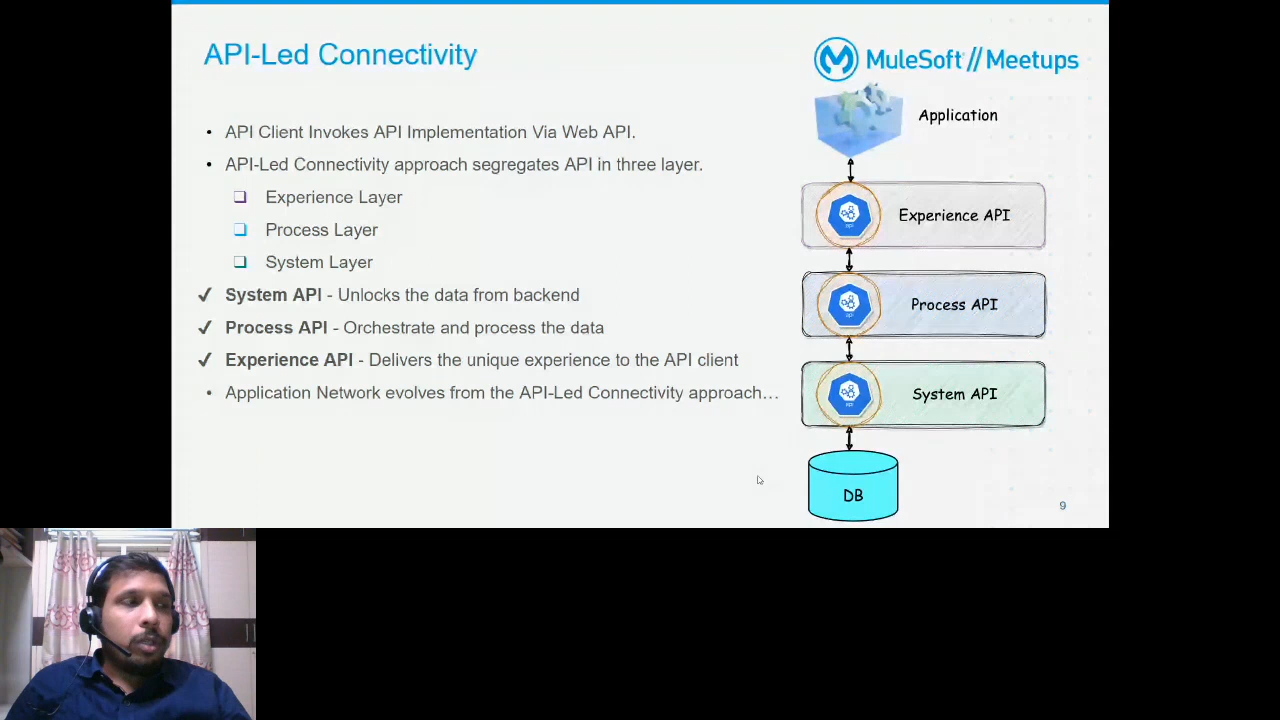 API-Led Connectivity
MuleSoft // Meetups
API Client Invokes API Implementation Via Web API.
API-Led Connectivity approach segregates API in three layer.
Experience Layer
Process Layer
System Layer
System API - Unlocks the data from backend
Process API - Orchestrate and process the data
Experience API - Delivers the unique experience to the API client
Application Network evolves from the API-Led Connectivity approach…
Application
Experience API
api
Process API
api
System API
api
DB
9